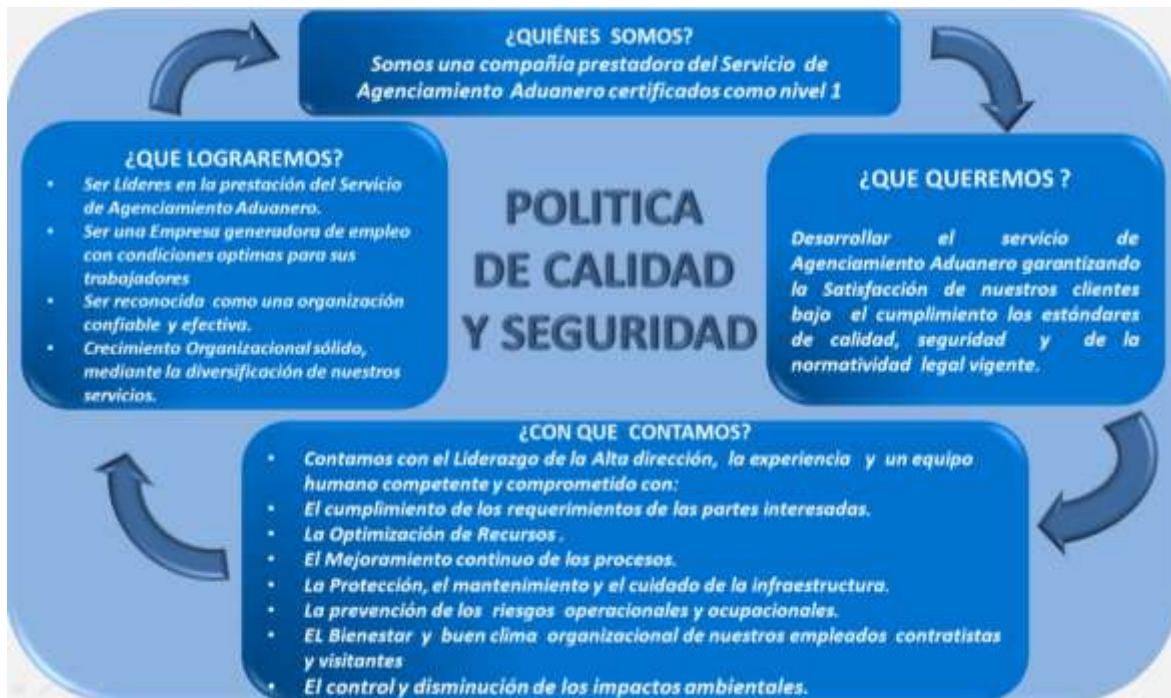 ¿QUIÉNES SOMOS?
Somos una compañía prestadora del Servicio de
Agenciamiento Aduanero certificados como nivel 1
¿QUE QUEREMOS ?
Desarrollar el servicio de
Agenciamiento Aduanero garantizando
la Satisfacción de nuestros clientes
bajo el cumplimiento los estándares
de calidad, seguridad y de la
normatividad legal vigente.
¿CON QUE CONTAMOS?
• Contamos con el Liderazgo de la Alta dirección, la experiencia y un equipo
humano competente y comprometido con:
• El cumplimiento de los requerimientos de las partes interesadas.
• La Optimización de Recursos .
• El Mejoramiento continuo de los procesos.
• La Protección, el mantenimiento y el cuidado de la infraestructura.
• La prevención de los riesgos operacionales y ocupacionales.
• EL Bienestar y buen clima organizacional de nuestros empleados contratistas
y visitantes
• El control y disminución de los impactos ambientales.
¿QUE LOGRAREMOS?
• Ser Líderes en la prestación del Servicio
de Agenciamiento Aduanero.
• Ser una Empresa generadora de empleo
con condiciones optimas para sus
trabajadores
• Ser reconocida como una organización
confiable y efectiva.
• Crecimiento Organizacional sólido,
mediante la diversificación de nuestros
servicios.
POLITICA
DE CALIDAD
Y SEGURIDAD